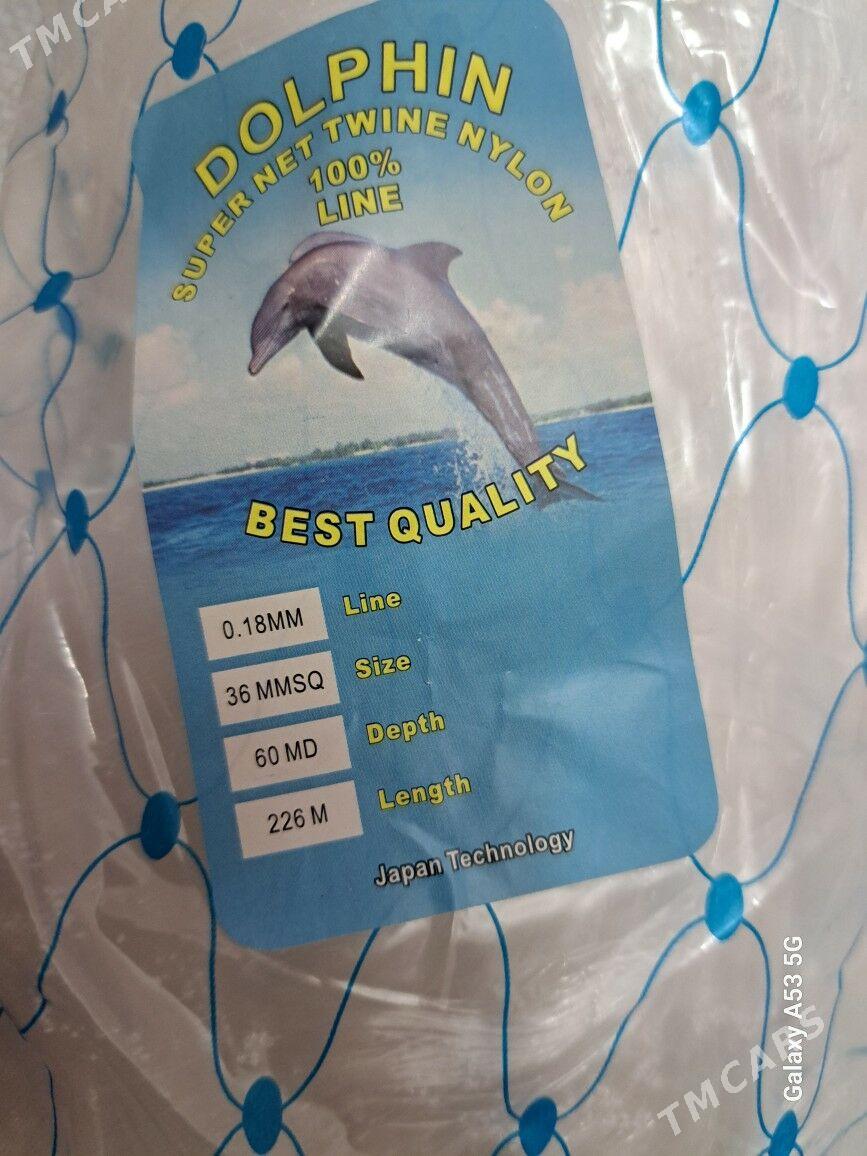 TMCARS
DOLPHIN
SUPER NET TWINE NYLON
100%
LINE
BEST QUALITY
0.18MM Line
36 MMSQ Size
60 MD Depth
226 M Length
Japan Technology
Galaxy A53 5G
TMCARS